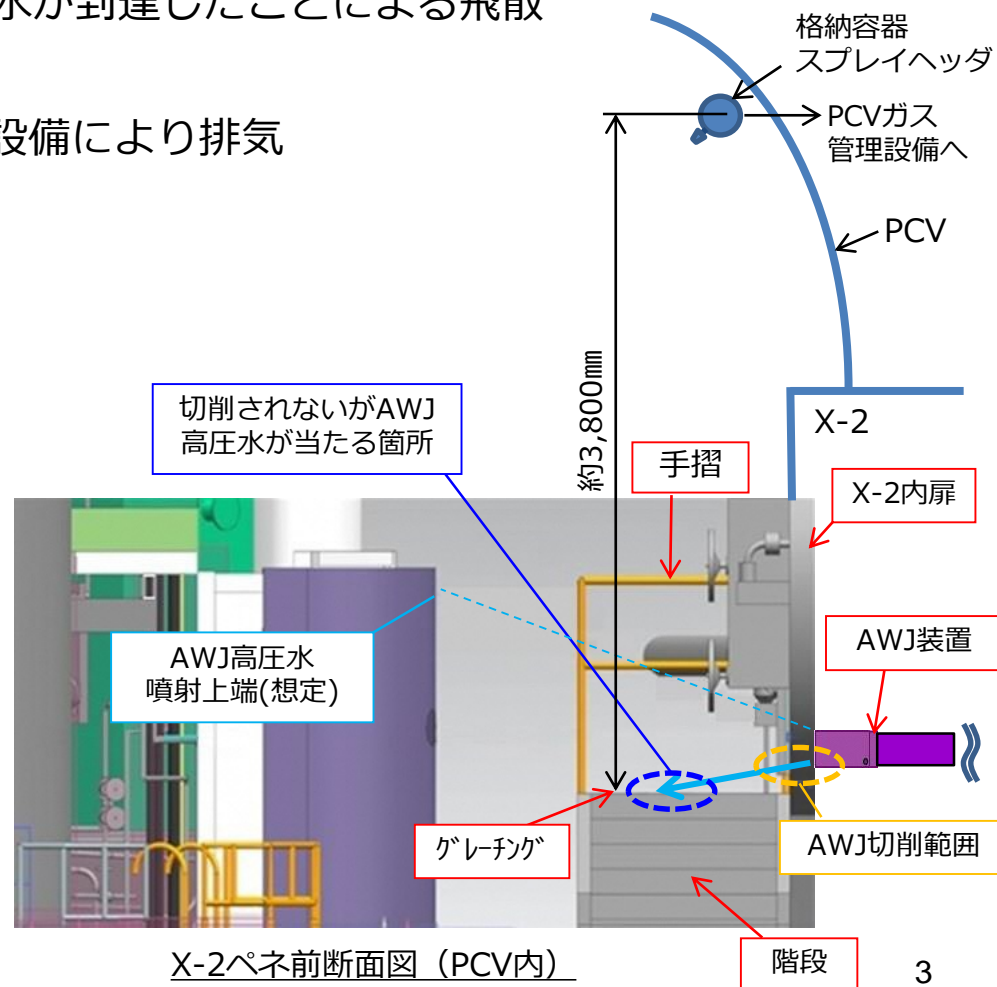 水が到達したことによる飛散
設備により排気
格納容器
スプレイヘッダ
PCVガス
管理設備へ
PCV
約3,800㎜
X-2
切削されないがAWJ
高圧水が当たる箇所
手摺
X-2内扉
AWJ高圧水
噴射上端(想定)
AWJ装置
ｸﾞﾚｰﾁﾝｸﾞ
AWJ切削範囲
階段
X-2ペネ前断面図（PCV内）
3